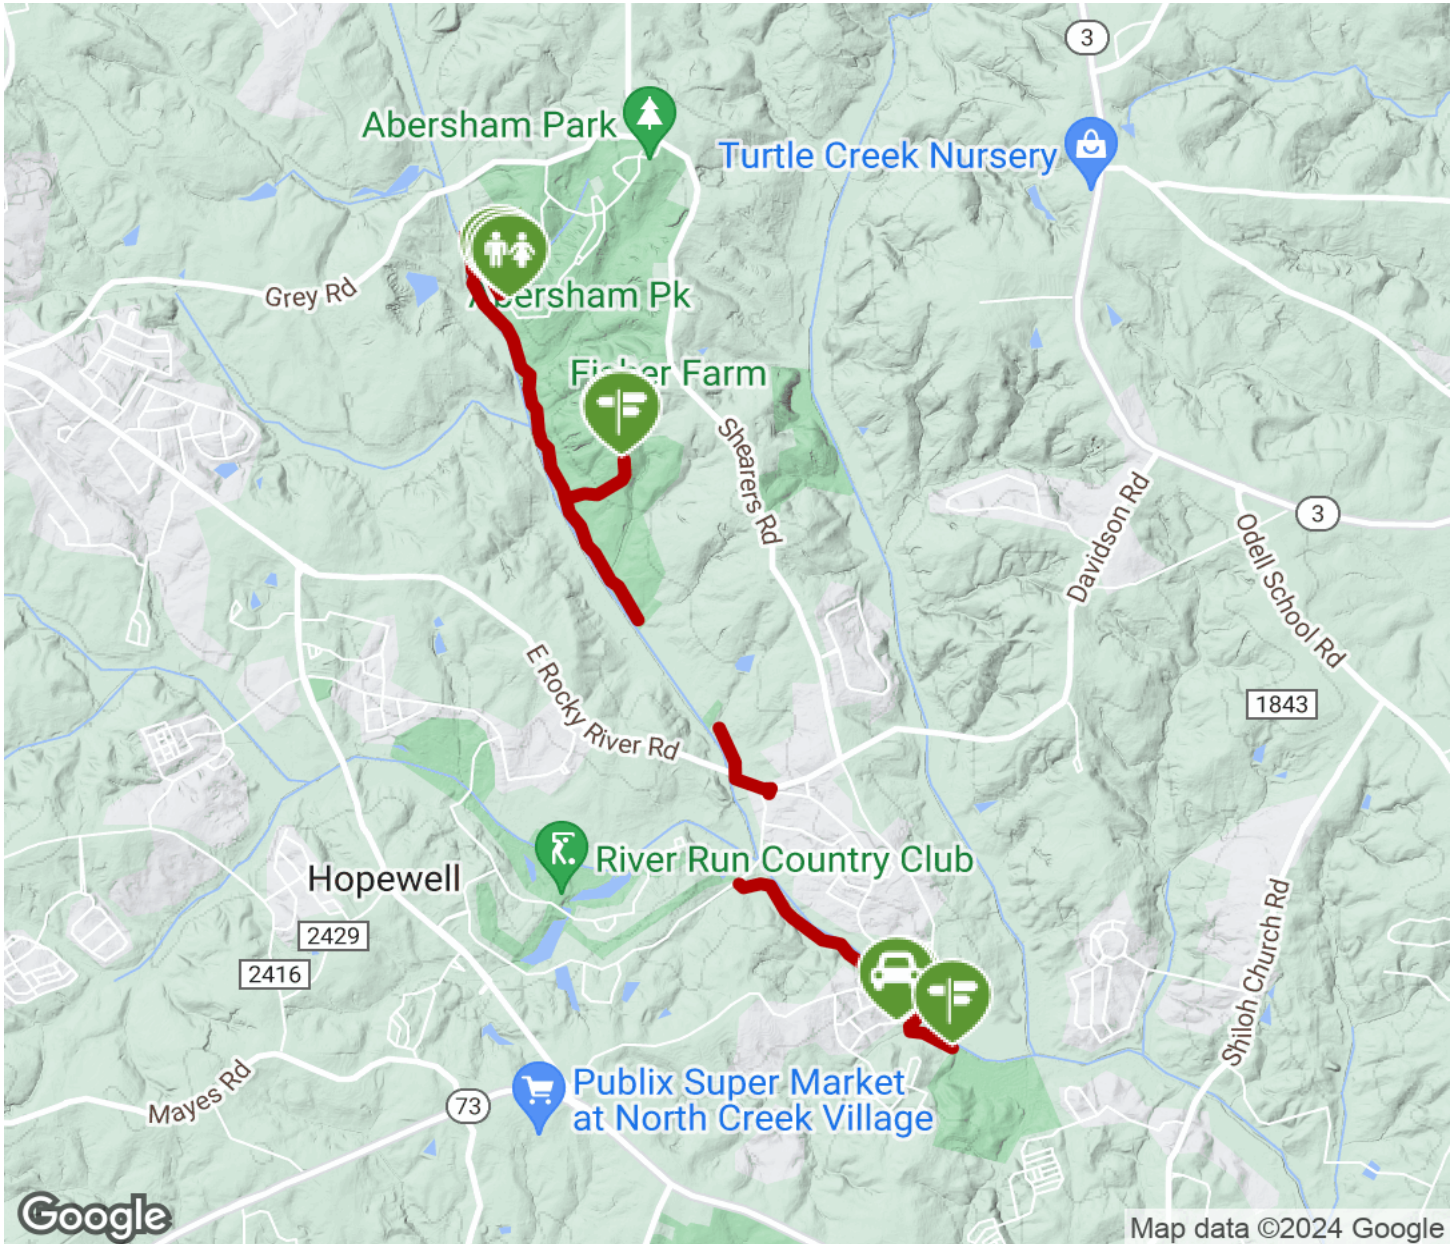 3
Abersham Park
Turtle Creek Nursery
Grey Rd
Abersham Pk
Fisher Farm
Shearers Rd
Davidson Rd
3
Odell School Rd
E Rocky River Rd
1843
River Run Country Club
Hopewell
2429
2416
Shiloh Church Rd
Mayes Rd
73
Publix Super Market
at North Creek Village
Google
Map data ©2024 Google